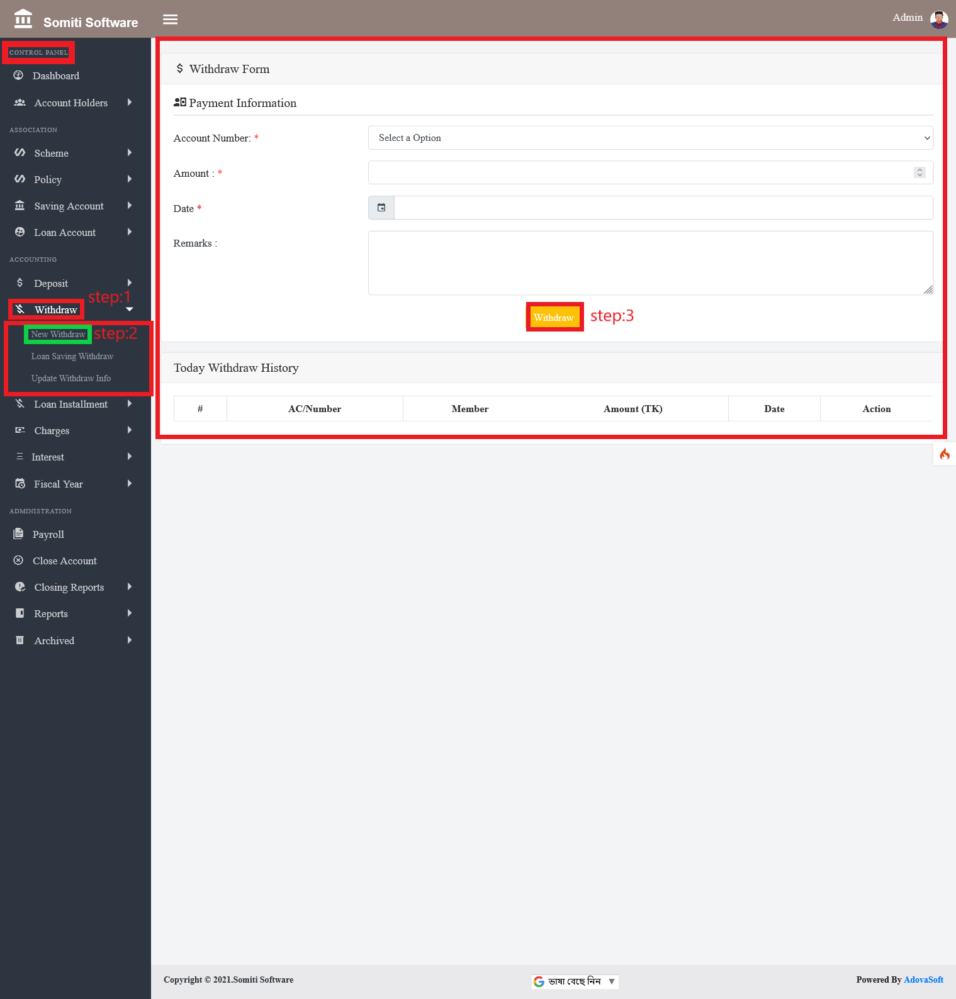 Somiti Software
Admin
CONTROL PANEL
Dashboard
Account Holders
ASSOCIATION
Scheme
Policy
Saving Account
Loan Account
ACCOUNTING
Deposit
step:1
Withdraw
New Withdraw
step:2
Loan Saving Withdraw
Update Withdraw Info
Loan Installment
Charges
Interest
Fiscal Year
ADMINISTRATION
Payroll
Close Account
Closing Reports
Reports
Archived
$ Withdraw Form
Payment Information
Account Number: *
Select a Option
Amount : *
Date *
Remarks :
Withdraw
step:3
Today Withdraw History
# AC/Number Member Amount (TK) Date Action
Copyright © 2021.Somiti Software
ভাষা বেছে নিন ▼
Powered By AdovaSoft